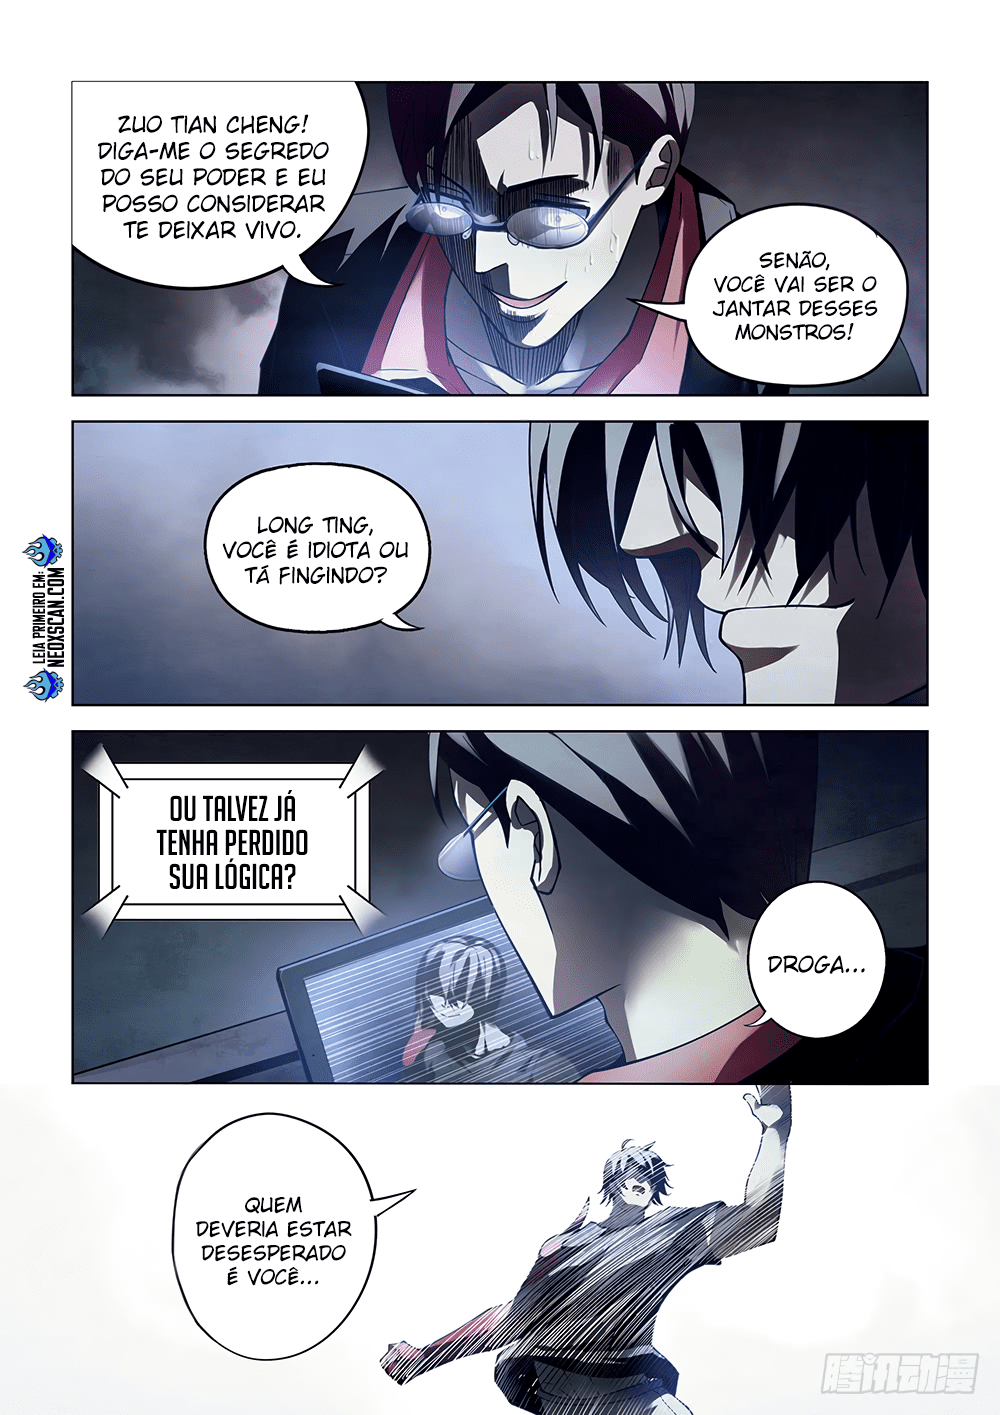 ZUO TIAN CHENG!
DIGA-ME O SEGREDO
DO SEU PODER E EU
POSSO CONSIDERAR
TE DEIXAR VIVO.
SENÃO,
VOCÊ VAI SER O
JANTAR DESSES
MONSTROS!
LONG TING,
VOCÊ É IDIOTA OU
TÁ FINGINDO?
LEIA PRIMEIRO EM:
NEOXSCAN.COM
OU TALVEZ JÁ
TENHA PERDIDO
SUA LÓGICA?
DROGA...
QUEM
DEVERIA ESTAR
DESESPERADO
É VOCÊ...
腾讯动漫